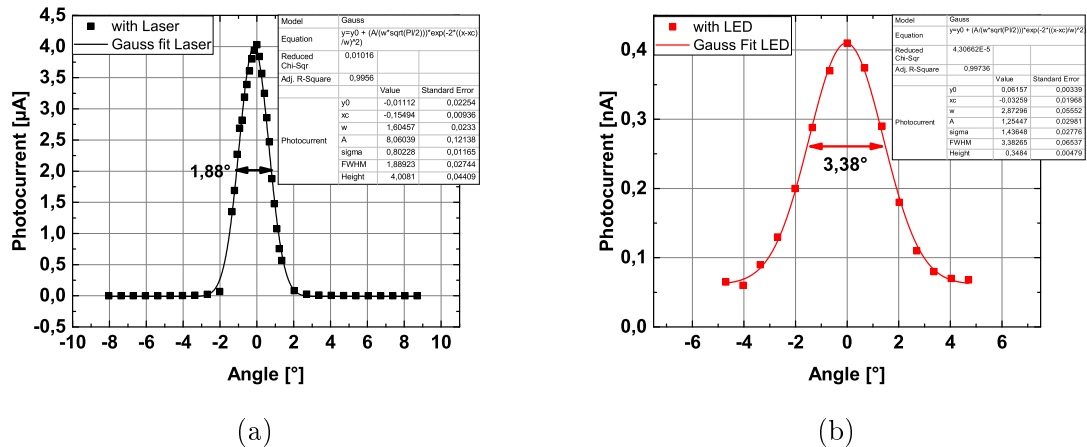 with Laser
Gauss fit Laser
Model Gauss
Equation y=y0 + (A/(w*sqrt(PI/2)))*exp(-2*((x-xc)/w)^2)
Reduced Chi-Sqr 0,01016
Adj. R-Square 0,9956
Value Standard Error
Photocurrent
y0 -0,01112 0,02254
xc -0,15494 0,00936
w 1,60457 0,0233
A 8,06039 0,12138
sigma 0,80228 0,01165
FWHM 1,88923 0,02744
Height 4,0081 0,04409
Photocurrent [µA]
4,5
4,0
3,5
3,0
2,5
2,0
1,5
1,0
0,5
0,0
-0,5
1,88°
-10 -8 -6 -4 -2 0 2 4 6 8 10
Angle [°]
(a)
with LED
Gauss Fit LED
Model Gauss
Equation y=y0 + (A/(w*sqrt(PI/2)))*exp(-2*((x-xc)/w)^2)
Reduced Chi-Sqr 4,30662E-5
Adj. R-Square 0,99736
Value Standard Error
Photocurrent
y0 0,06157 0,00339
xc -0,03259 0,01968
w 2,87296 0,05552
A 1,25447 0,02981
sigma 1,43648 0,02776
FWHM 3,38265 0,06537
Height 0,3484 0,00479
Photocurrent [nA]
0,4
0,3
0,2
0,1
0,0
3,38°
-6 -4 -2 0 2 4 6
Angle [°]
(b)